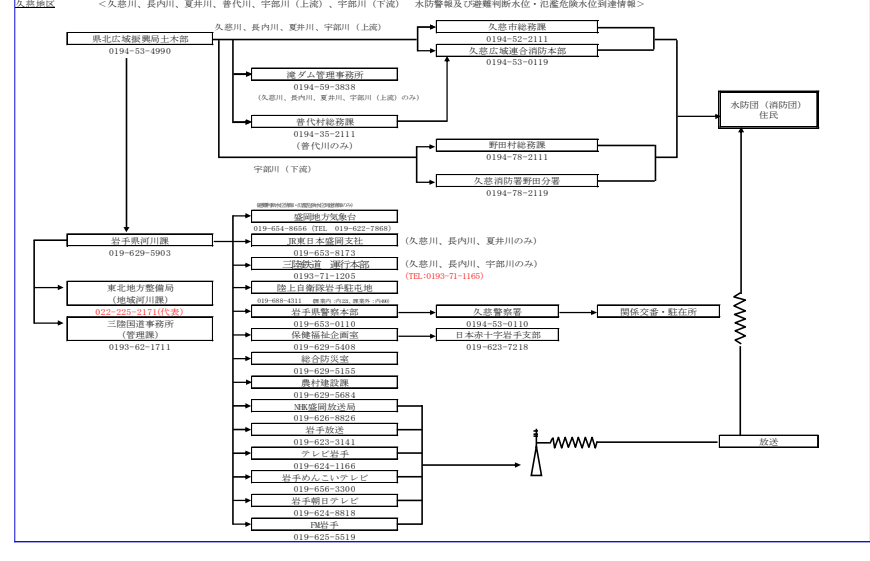 久慈地区　＜久慈川、長内川、夏井川、普代川、宇部川（上流）、宇部川（下流）　水防警報及び避難判断水位・氾濫危険水位到達情報＞
久慈川、長内川、夏井川、宇部川（上流）
県北広域振興局土木部
0194-53-4990
久慈市総務課
0194-52-2111
久慈広域連合消防本部
0194-53-0119
滝ダム管理事務所
0194-59-3838
（久慈川、長内川、夏井川、宇部川（上流）のみ）
普代村総務課
0194-35-2111
（普代川のみ）
水防団（消防団）
住民
野田村総務課
0194-78-2111
宇部川（下流）
久慈消防署野田分署
0194-78-2119
盛岡地方気象台
019-654-8656（TEL　019-622-7868）
岩手県河川課
019-629-5903
JR東日本盛岡支社
（久慈川、長内川、夏井川のみ）
019-653-8173
三陸鉄道　運行本部
（久慈川、長内川、宇部川のみ）
0193-71-1205
(TEL:0193-71-1165)
東北地方整備局
（地域河川課）
022-225-2171(代表)
三陸国道事務所
（管理課）
0193-62-1711
陸上自衛隊岩手駐屯地
019-688-4311
岩手県警察本部
019-653-0110
久慈警察署
0194-53-0110
関係交番・駐在所
保健福祉企画室
019-629-5408
日本赤十字岩手支部
019-623-7218
総合防災室
019-629-5155
農村建設課
019-629-5684
NHK盛岡放送局
019-626-8826
岩手放送
019-623-3141
テレビ岩手
019-624-1166
岩手めんこいテレビ
019-656-3300
岩手朝日テレビ
019-624-8818
FM岩手
019-625-5519
放送